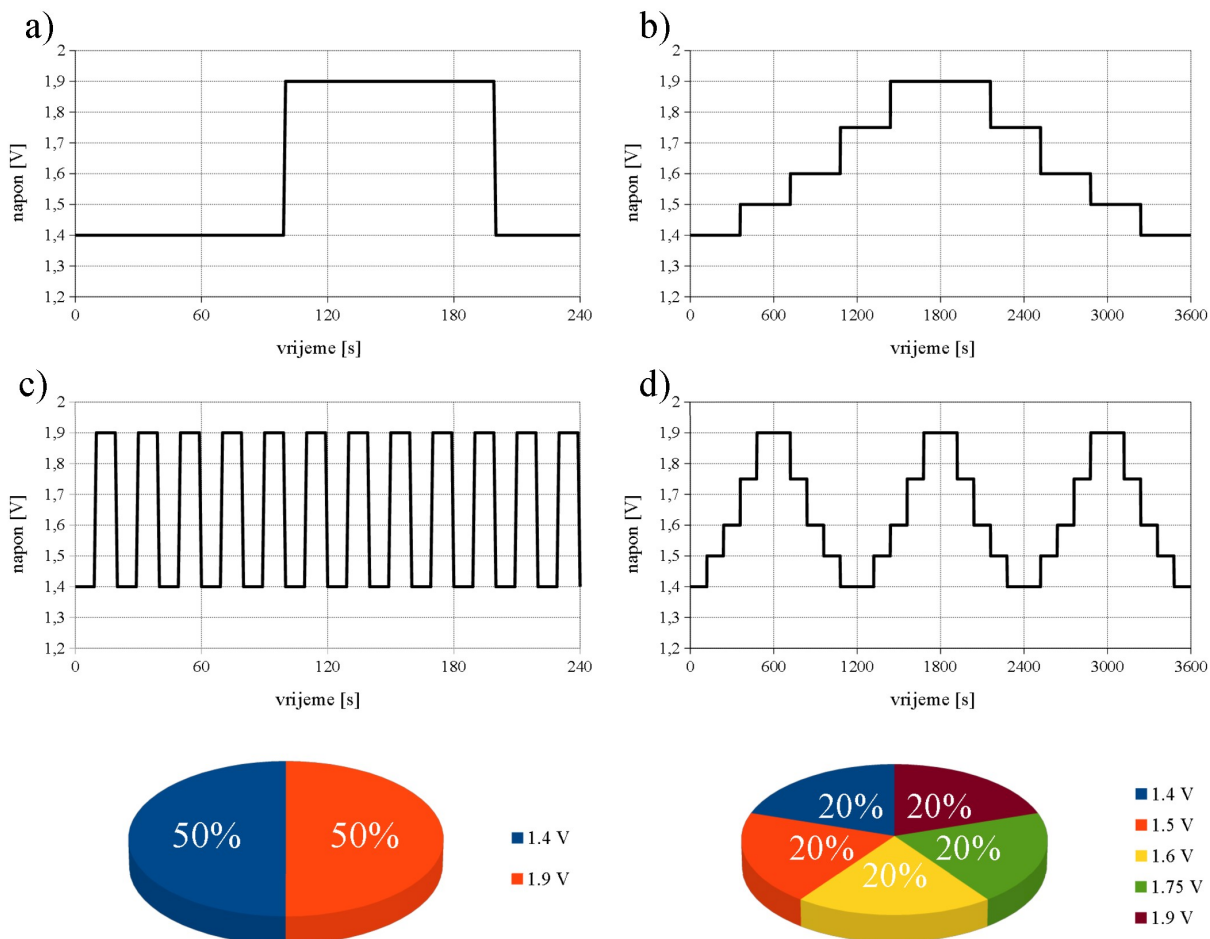 a)
2
1,9
1,8
1,7
1,6
1,5
1,4
1,3
1,2
napon [V]
0 60 120 180 240
vrijeme [s]
b)
2
1,9
1,8
1,7
1,6
1,5
1,4
1,3
1,2
napon [V]
0 600 1200 1800 2400 3000 3600
vrijeme [s]
c)
2
1,9
1,8
1,7
1,6
1,5
1,4
1,3
1,2
napon [V]
0 60 120 180 240
vrijeme [s]
d)
2
1,9
1,8
1,7
1,6
1,5
1,4
1,3
1,2
napon [V]
0 600 1200 1800 2400 3000 3600
vrijeme [s]
50% 50%
1.4 V
1.9 V
20% 20%
20% 20%
20%
1.4 V
1.5 V
1.6 V
1.75 V
1.9 V